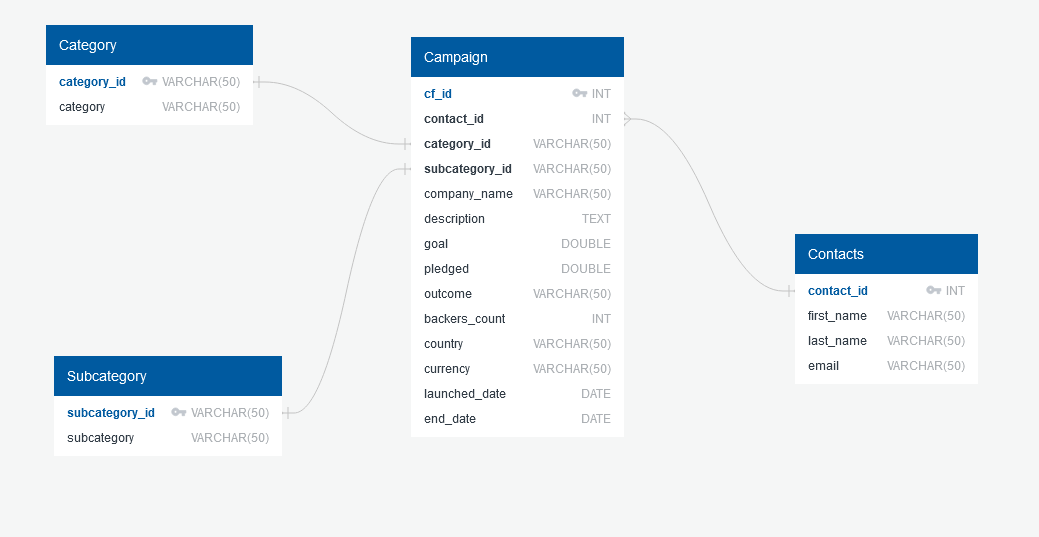 Category
category_id VARCHAR(50)
category VARCHAR(50)
Campaign
cf_id INT
contact_id INT
category_id VARCHAR(50)
subcategory_id VARCHAR(50)
company_name VARCHAR(50)
description TEXT
goal DOUBLE
pledged DOUBLE
outcome VARCHAR(50)
backers_count INT
country VARCHAR(50)
currency VARCHAR(50)
launched_date DATE
end_date DATE
Contacts
contact_id INT
first_name VARCHAR(50)
last_name VARCHAR(50)
email VARCHAR(50)
Subcategory
subcategory_id VARCHAR(50)
subcategory VARCHAR(50)